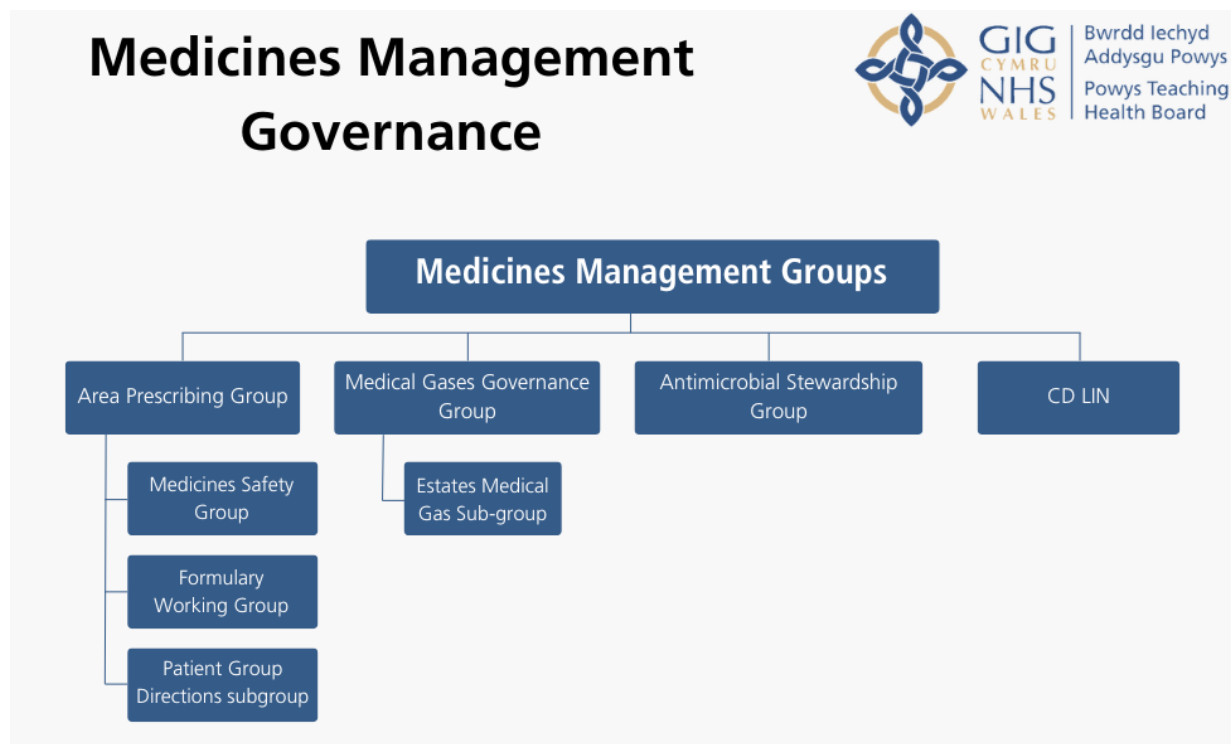 Medicines Management
Governance
GIG
CYMRU
NHS
WALES
Bwrdd Iechyd
Addysgu Powys
Powys Teaching
Health Board
Medicines Management Groups
Area Prescribing Group
Medical Gases Governance
Group
Antimicrobial Stewardship
Group
CD LIN
Medicines Safety
Group
Estates Medical
Gas Sub-group
Formulary
Working Group
Patient Group
Directions subgroup